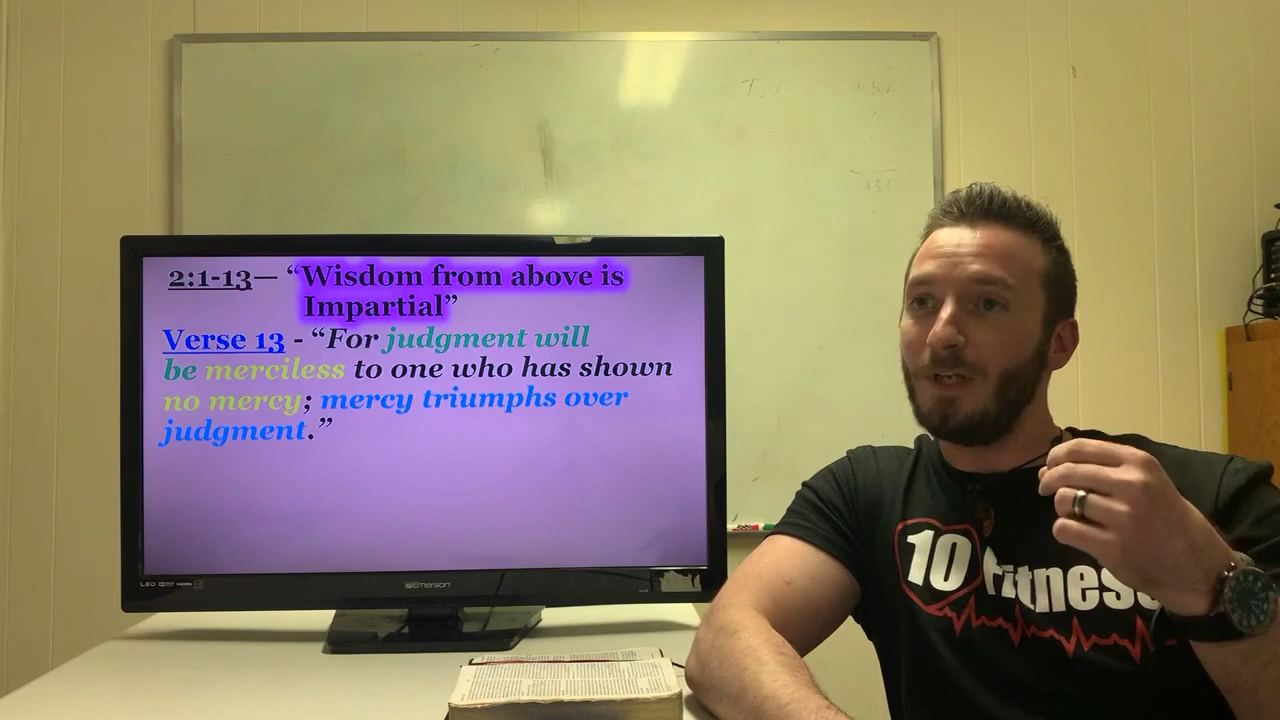 2:1-13— “Wisdom from above is
Impartial”
Verse 13 - “For judgment will
be merciless to one who has shown
no mercy; mercy triumphs over
judgment.”
LED
Emerson
10 Fitness